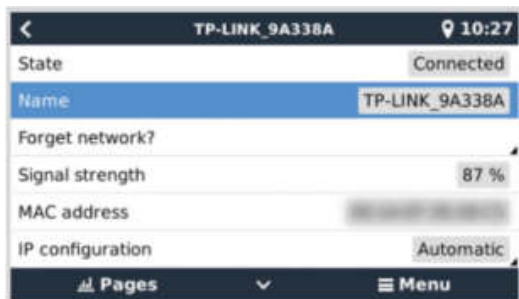 TP-LINK_9A338A 10:27
State Connected
Name TP-LINK_9A338A
Forget network?
Signal strength 87 %
MAC address
IP configuration Automatic
Pages Menu